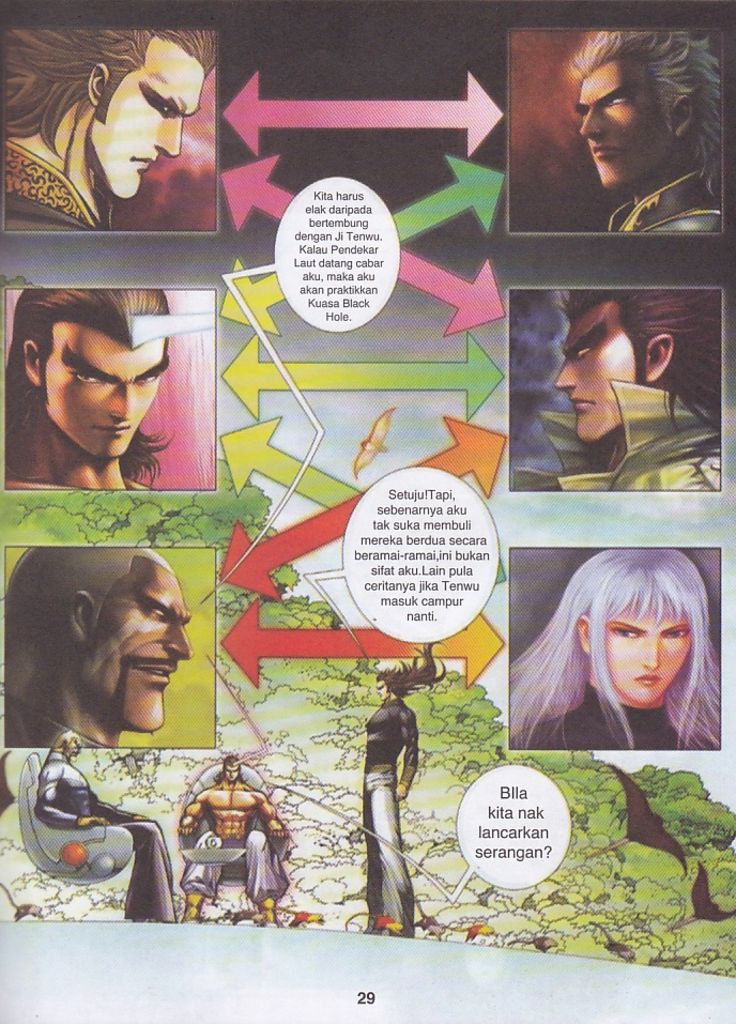 Kita harus
elak daripada
bertembung
dengan Ji Tenwu.
Kalau Pendekar
Laut datang cabar
aku, maka aku
akan praktikkan
Kuasa Black
Hole.
Setuju!Tapi,
sebenarnya aku
tak suka membuli
mereka berdua secara
beramai-ramai,ini bukan
sifat aku.Lain pula
ceritanya jika Tenwu
masuk campur
nanti.
BIla
kita nak
lancarkan
serangan?
29